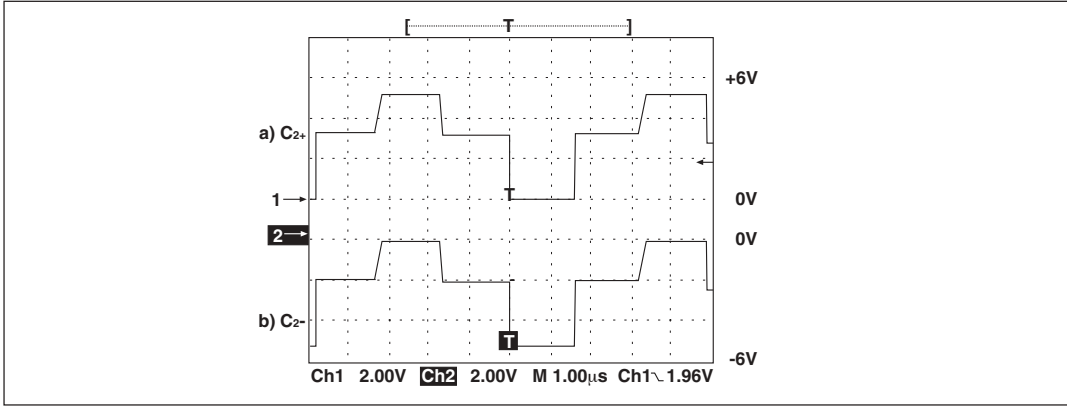 [ T ]
+6V
a) C2+
T
1
0V
2
0V
b) C2-
T
-6V
Ch1 2.00V Ch2 2.00V M 1.00µs Ch1 1.96V